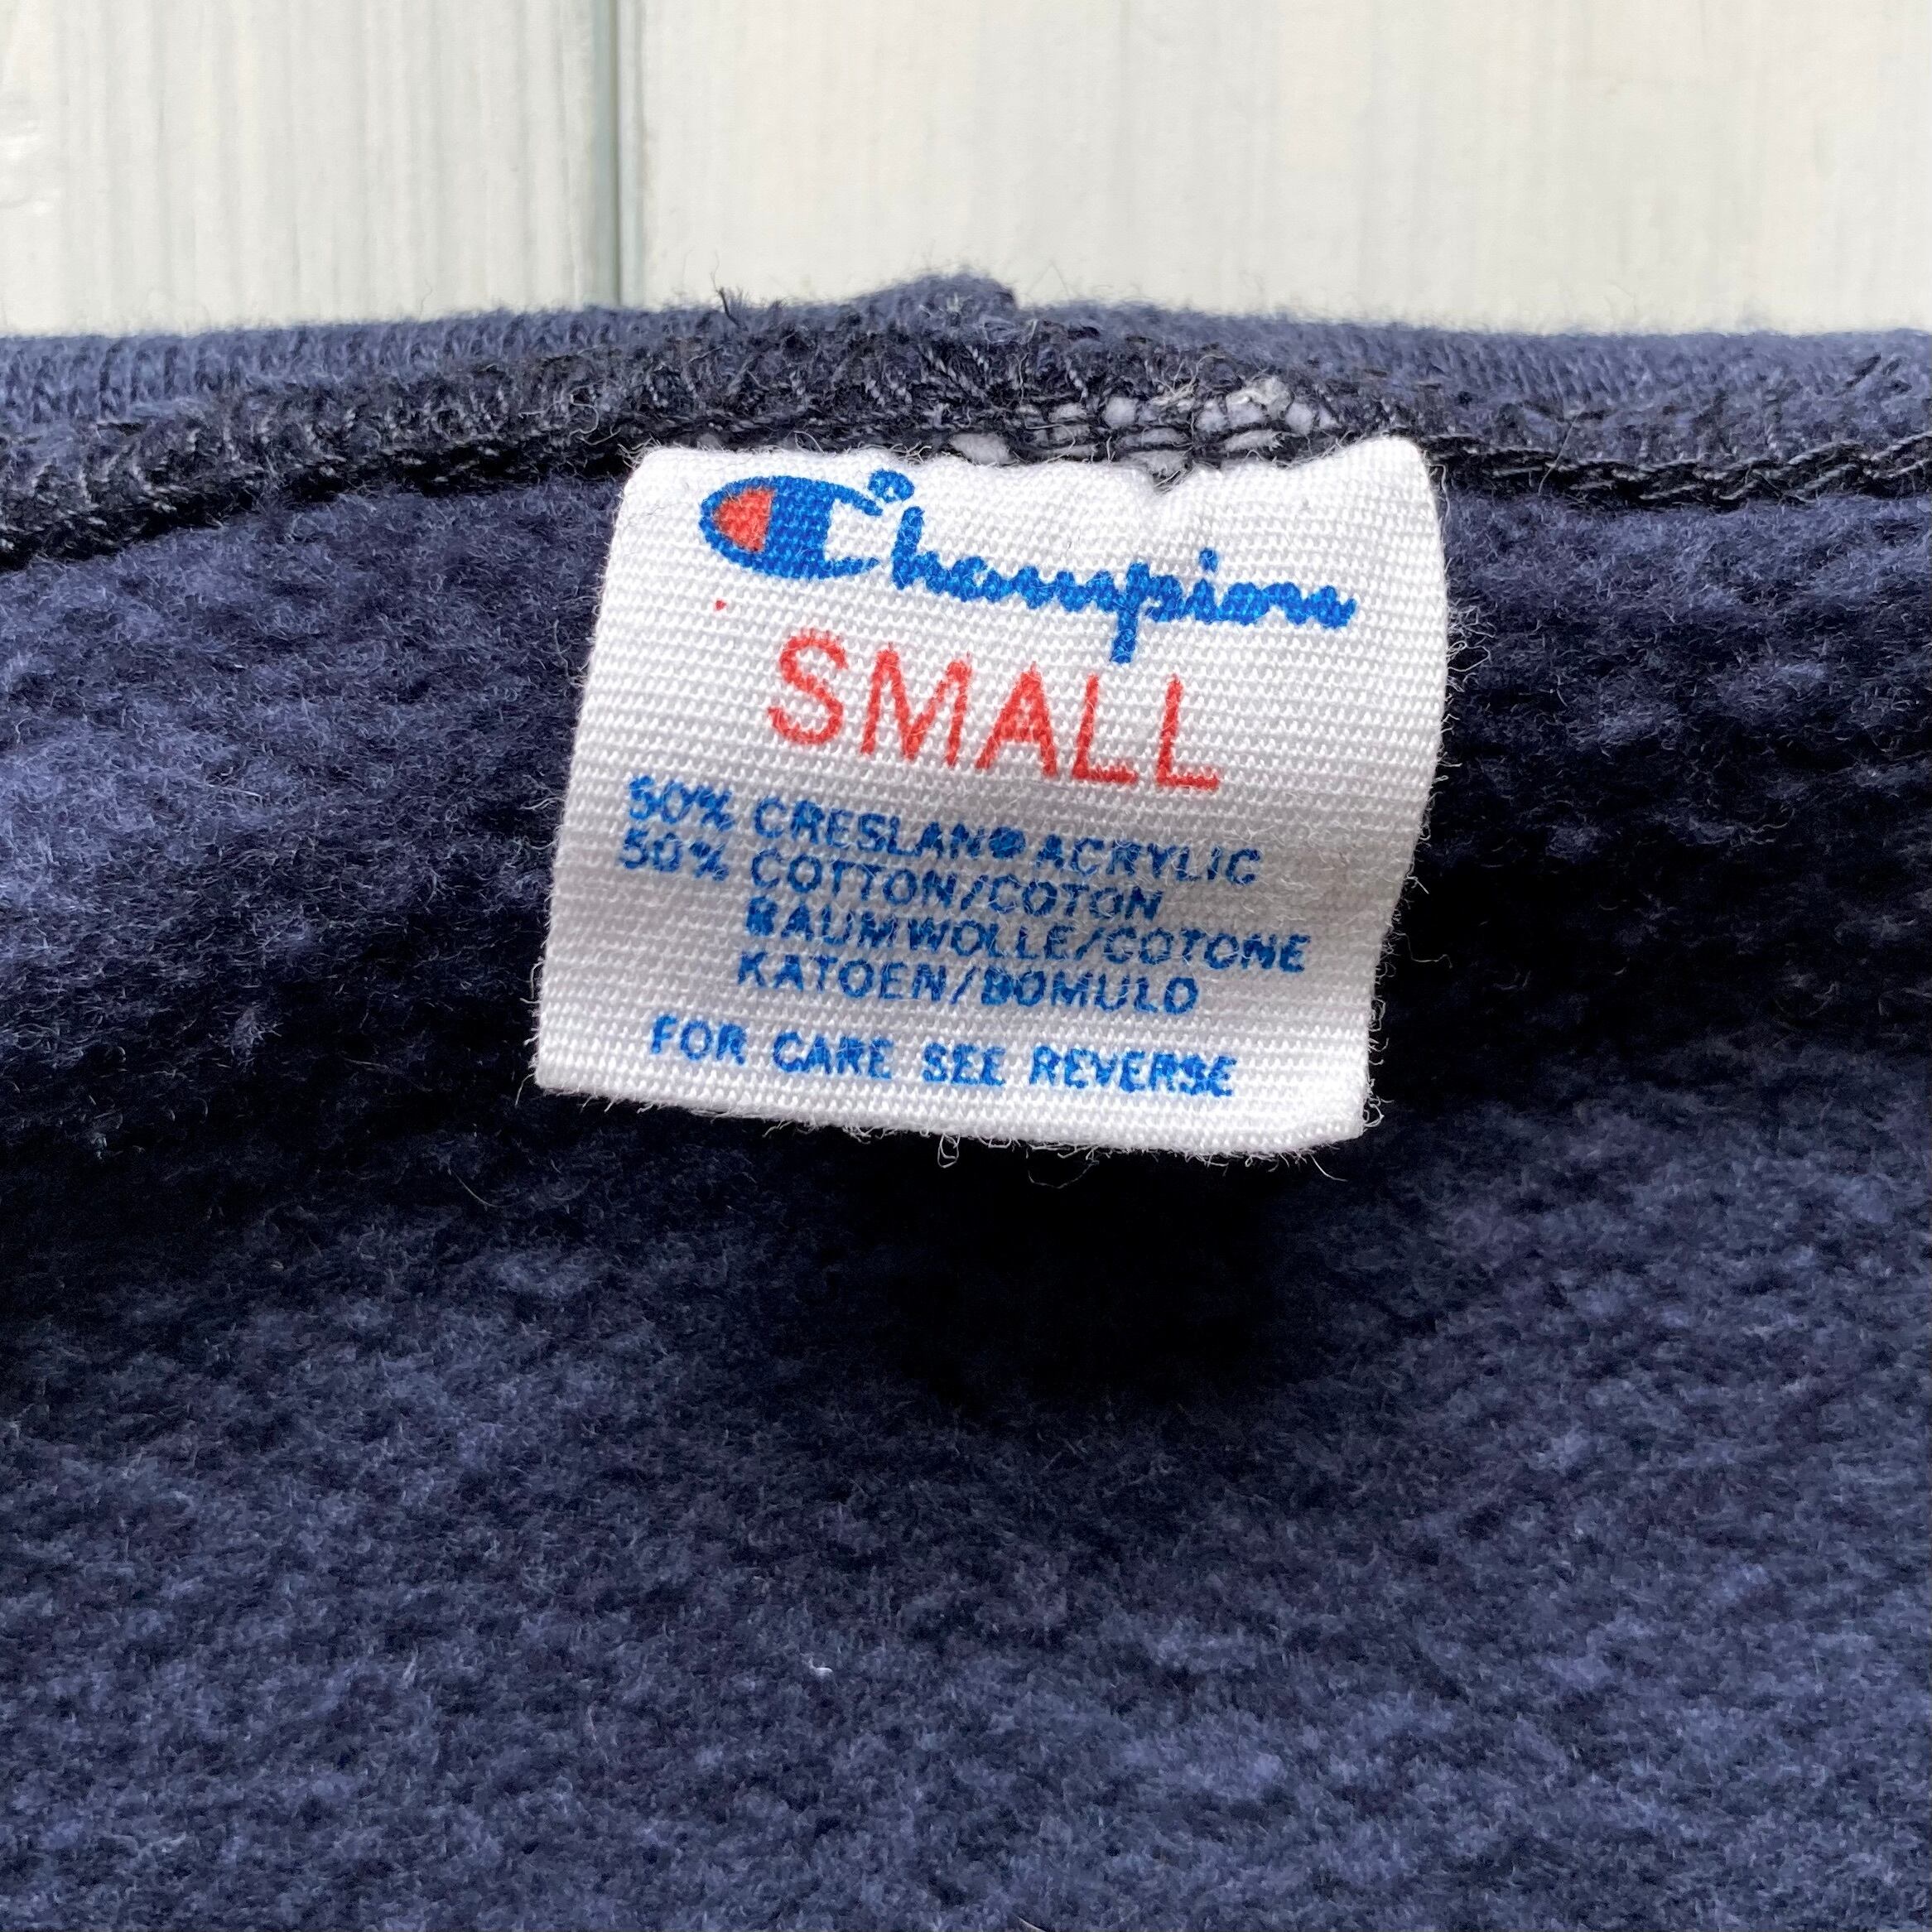 Champion
SMALL
50% CRESLAN® ACRYLIC
50% COTTON/COTON
BAUMWOLLE/COTONE
KATOEN/BOMULD
FOR CARE SEE REVERSE